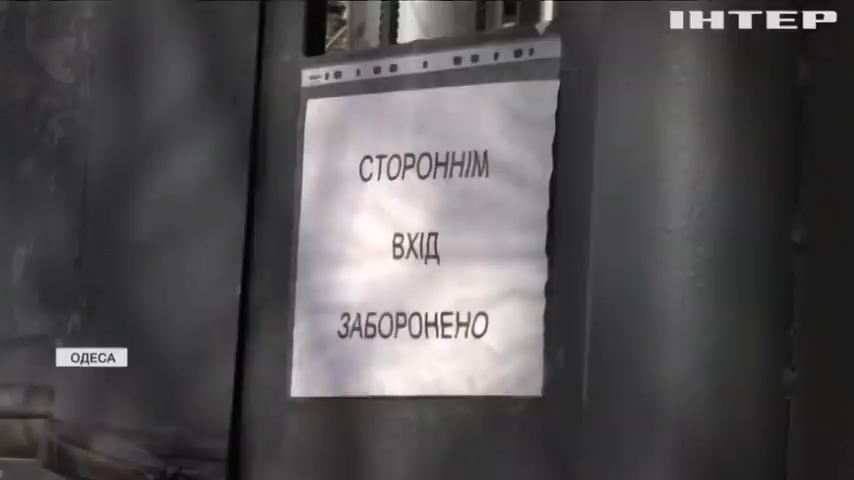 ІНТЕР
СТОРОННІМ
ВХІД
ЗАБОРОНЕНО
ОДЕСА